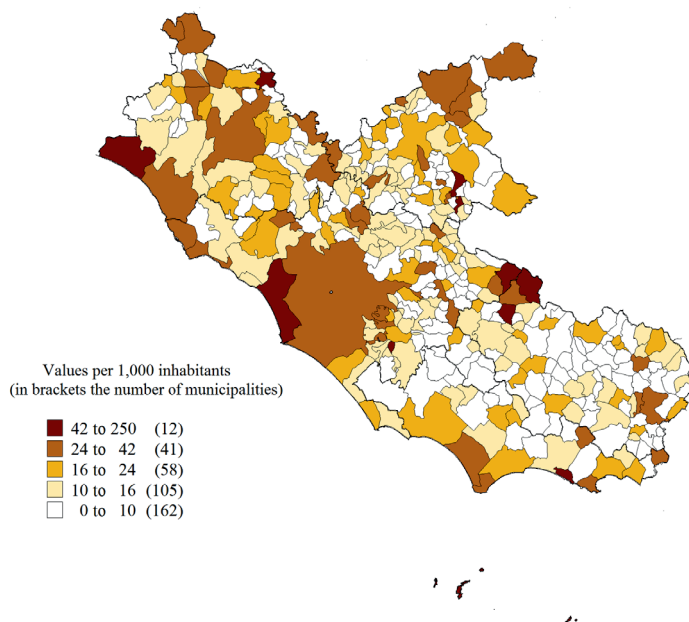 Values per 1,000 inhabitants
(in brackets the number of municipalities)
42 to 250 (12)
24 to 42 (41)
16 to 24 (58)
10 to 16 (105)
0 to 10 (162)